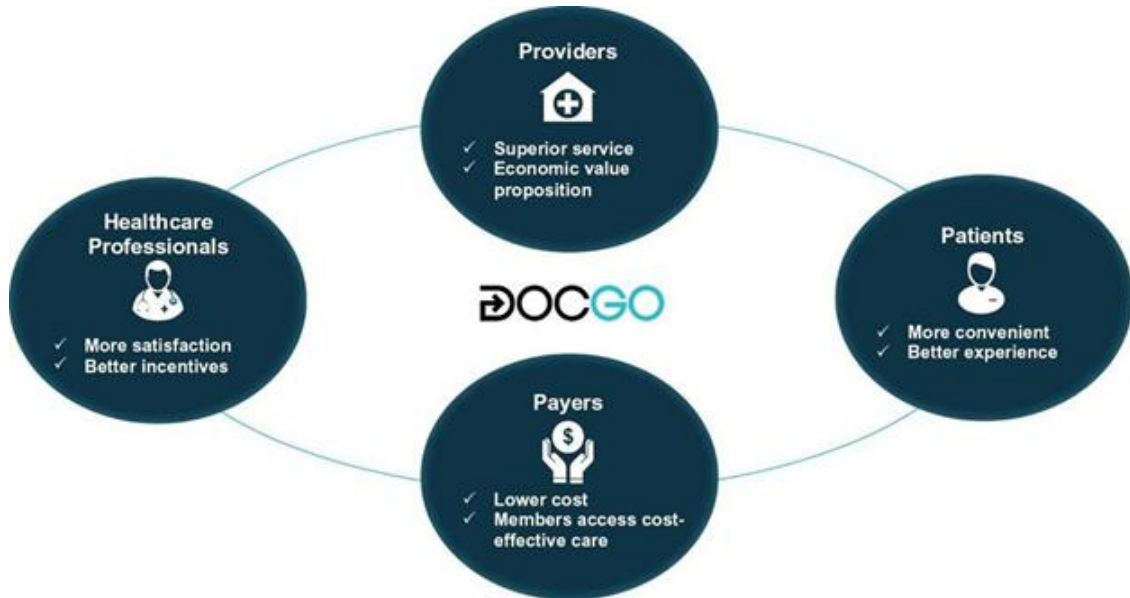 Providers
✓ Superior service
✓ Economic value
proposition
Healthcare
Professionals
✓ More satisfaction
✓ Better incentives
DOCGO
Patients
✓ More convenient
✓ Better experience
Payers
$
✓ Lower cost
✓ Members access cost-
effective care